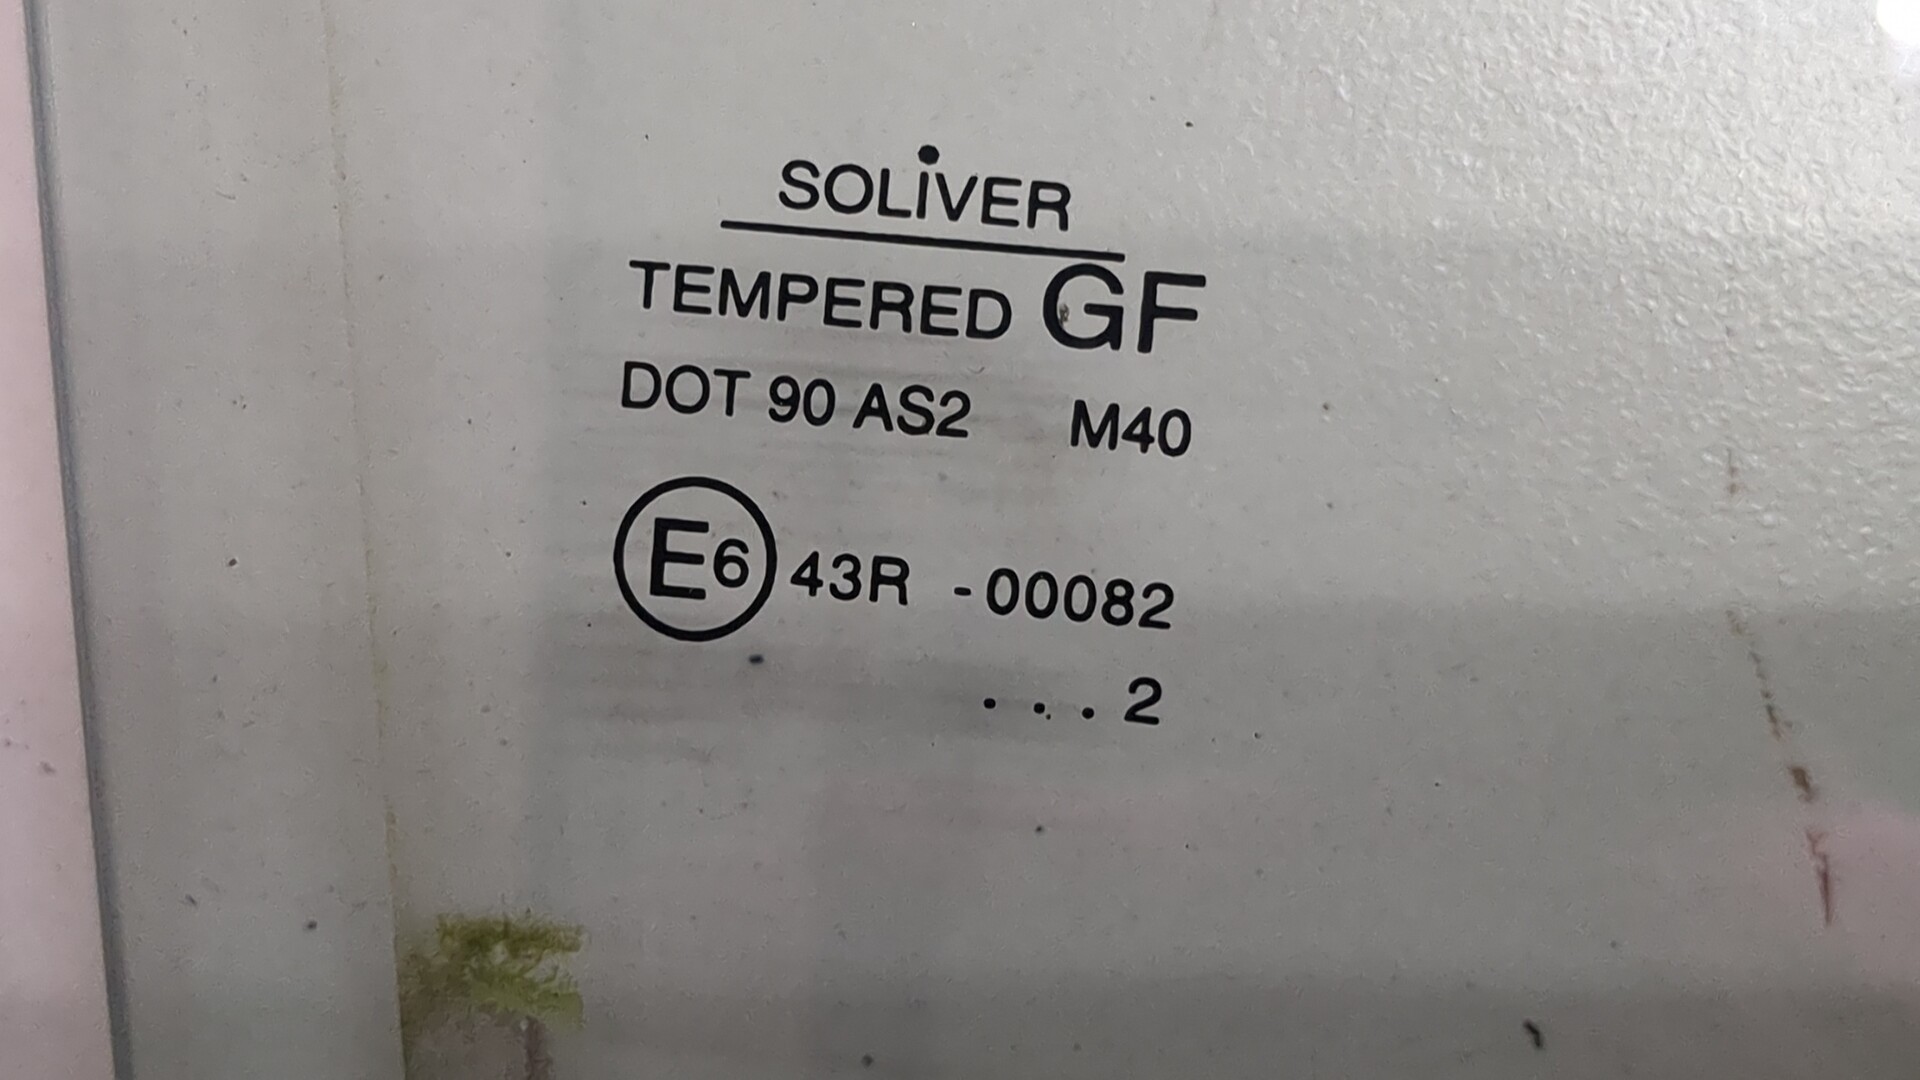 SOLiVER
TEMPERED GF
DOT 90 AS2 M40
E6 43R -00082
. . . 2